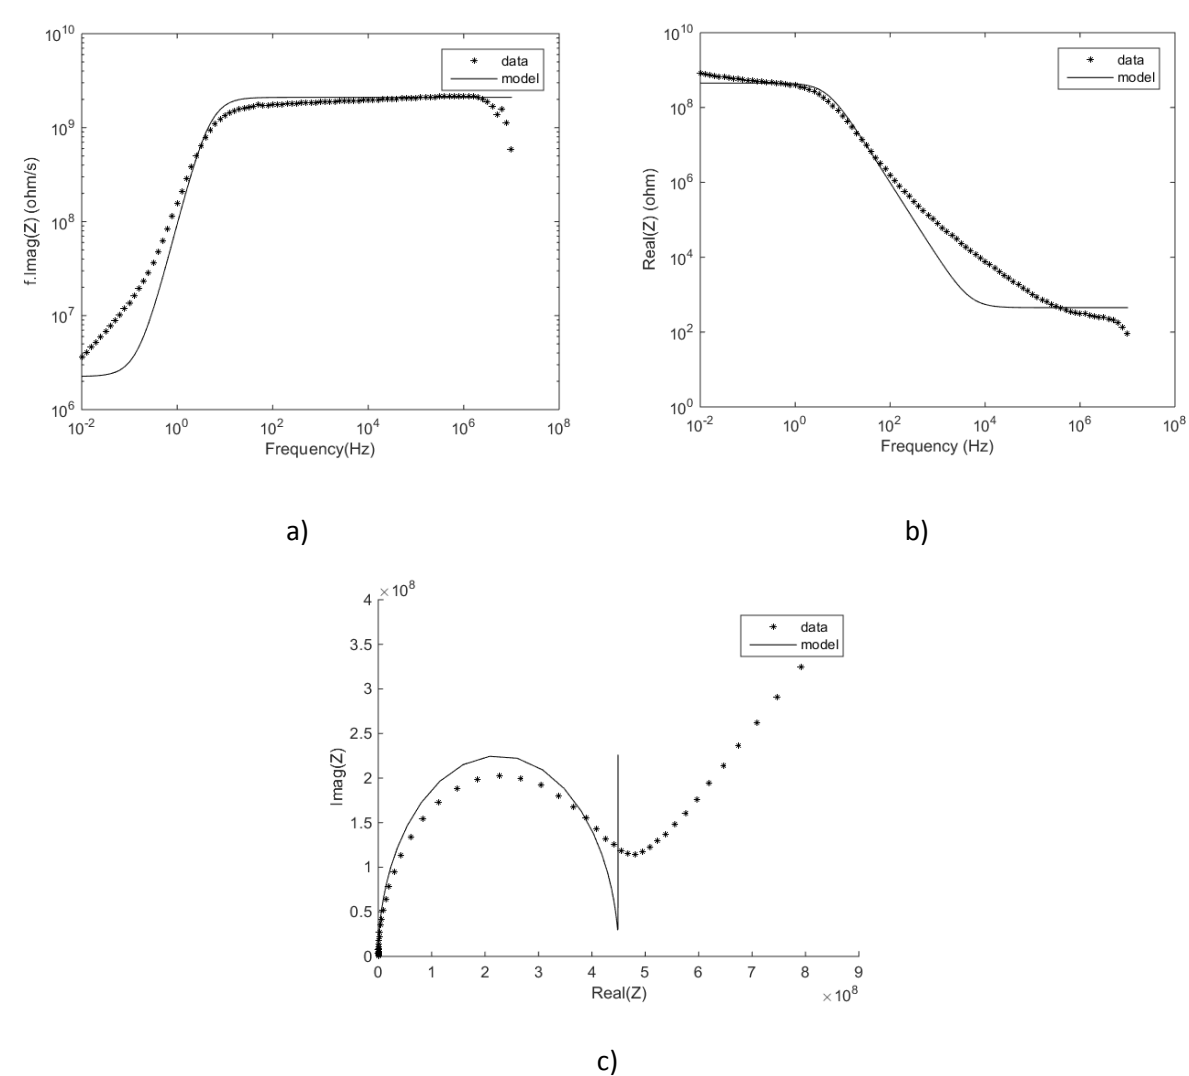 10^10
10^9
10^8
10^7
10^6
f.Imag(Z) (ohm/s)
data
model
10^-2
10^0
10^2
10^4
10^6
10^8
Frequency(Hz)
a)
10^10
10^8
10^6
10^4
10^2
10^0
Real(Z) (ohm)
data
model
10^-2
10^0
10^2
10^4
10^6
10^8
Frequency (Hz)
b)
×10^8
4
3.5
3
2.5
2
1.5
1
0.5
0
Imag(Z)
data
model
0 1 2 3 4 5 6 7 8 9
Real(Z)
×10^8
c)